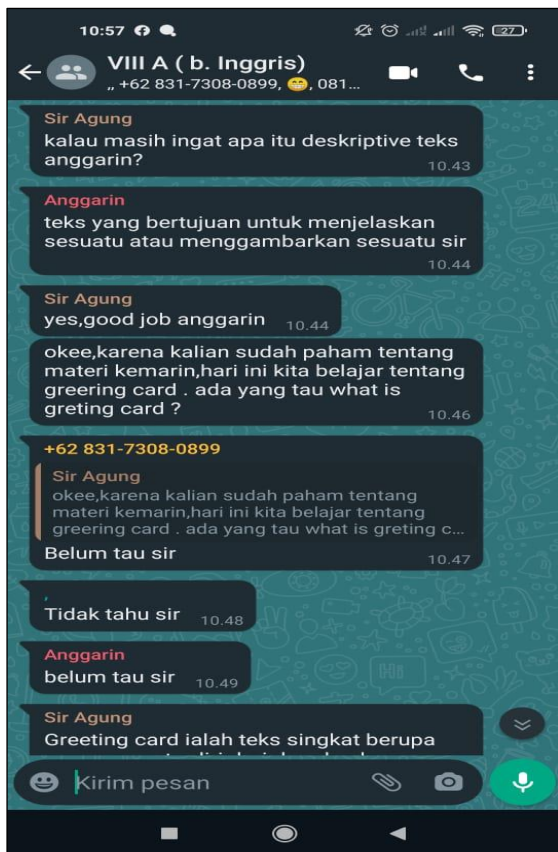 10:57
27
VIII A ( b. Inggris)
,, +62 831-7308-0899, 😁, 081...
Sir Agung
kalau masih ingat apa itu deskriptive teks
anggarin?
10.43
Anggarin
teks yang bertujuan untuk menjelaskan
sesuatu atau menggambarkan sesuatu sir
10.44
Sir Agung
yes,good job anggarin 10.44
okee,karena kalian sudah paham tentang
materi kemarin,hari ini kita belajar tentang
greering card . ada yang tau what is
greting card ?
10.46
+62 831-7308-0899
Sir Agung
okee,karena kalian sudah paham tentang
materi kemarin,hari ini kita belajar tentang
greering card . ada yang tau what is greting c...
Belum tau sir
10.47
,
Tidak tahu sir 10.48
Anggarin
belum tau sir 10.49
Sir Agung
Greeting card ialah teks singkat berupa
Kirim pesan